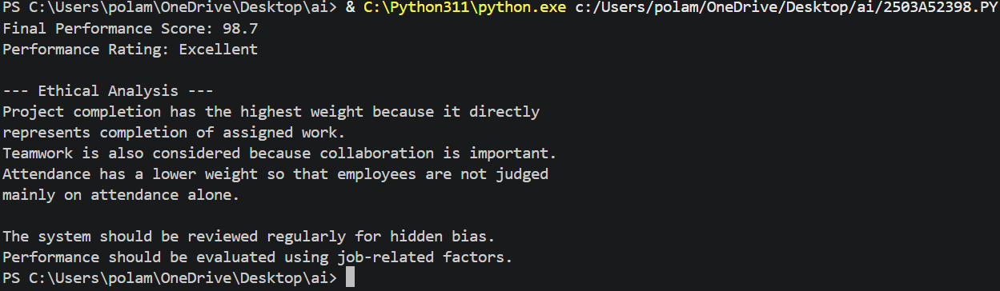 PS C:\Users\polam\OneDrive\Desktop\ai> & C:\Python311\python.exe c:/Users/polam/OneDrive/Desktop/ai/2503A52398.PY
Final Performance Score: 98.7
Performance Rating: Excellent
--- Ethical Analysis ---
Project completion has the highest weight because it directly
represents completion of assigned work.
Teamwork is also considered because collaboration is important.
Attendance has a lower weight so that employees are not judged
mainly on attendance alone.
The system should be reviewed regularly for hidden bias.
Performance should be evaluated using job-related factors.
PS C:\Users\polam\OneDrive\Desktop\ai>